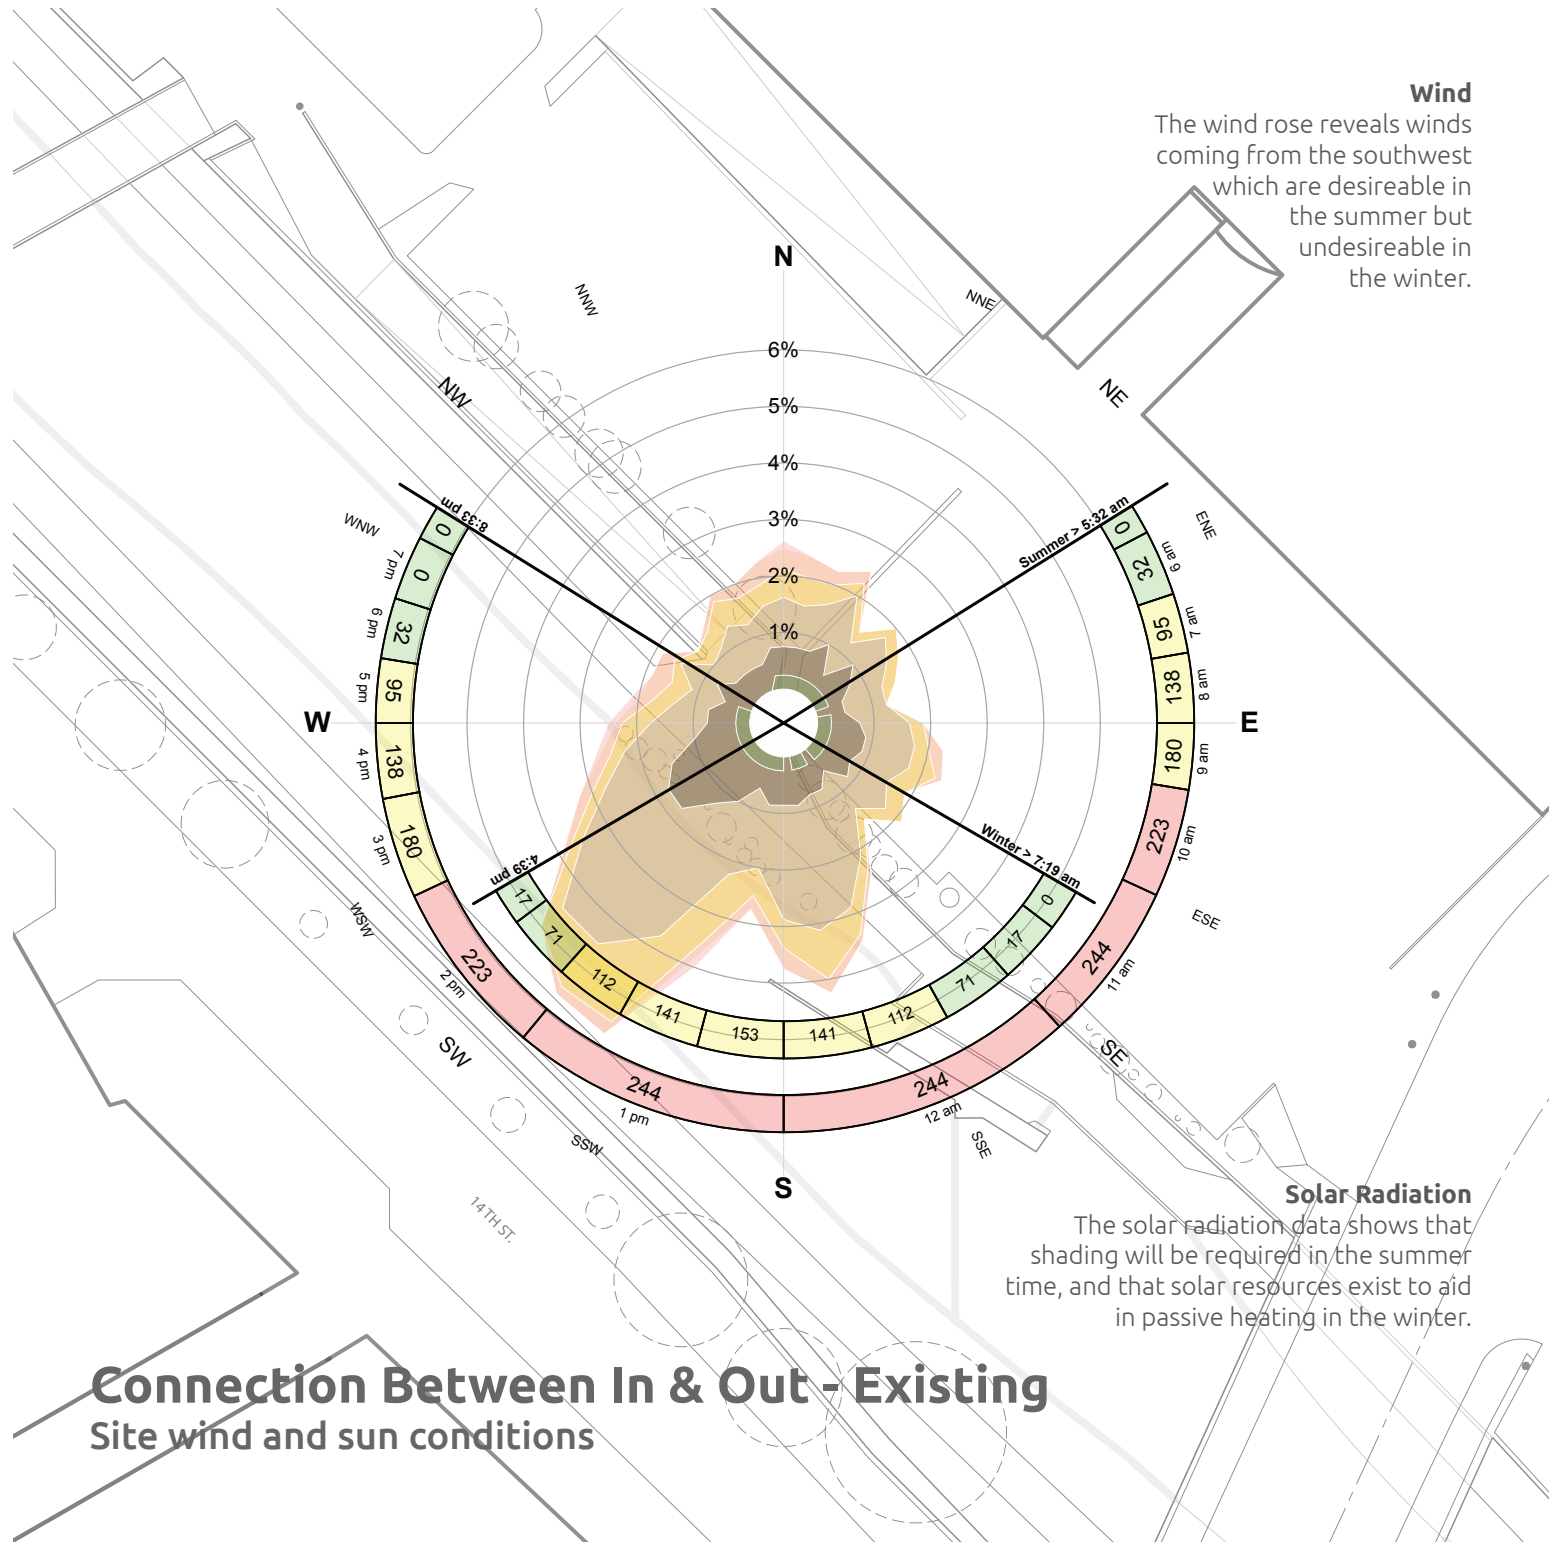 Wind
The wind rose reveals winds
coming from the southwest
which are desireable in
the summer but
undesireable in
the winter.
N
NNW
NNE
NW
NE
6%
5%
4%
3%
2%
1%
WNW
ENE
8:33 pm
Summer > 5:32 am
0
0
7 pm
0
32
6 am
6 pm
32
95
7 am
5 pm
95
138
8 am
W
E
4 pm
138
180
9 am
3 pm
180
223
10 am
4:39 pm
Winter > 7:19 am
17
0
71
17
112
71
141
153
141
112
WSW
ESE
223
2 pm
244
11 am
SW
SE
244
1 pm
244
12 am
SSW
SSE
S
14TH ST.
Solar Radiation
The solar radiation data shows that
shading will be required in the summer
time, and that solar resources exist to aid
in passive heating in the winter.
Connection Between In & Out - Existing
Site wind and sun conditions